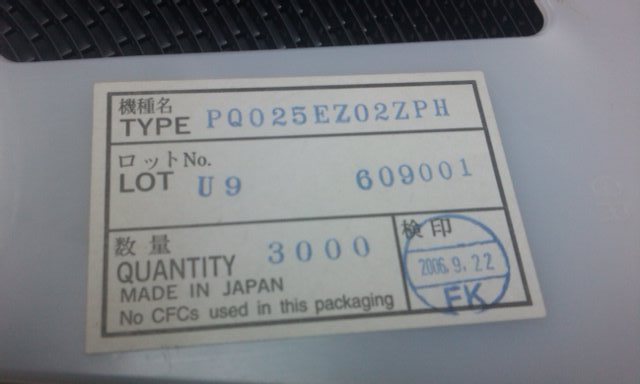 機種名
TYPE PQ025EZ02ZPH
ロットNo.
LOT U9 609001
数量
QUANTITY 3000
MADE IN JAPAN
No CFCs used in this packaging
検印
2006.9.22
FK